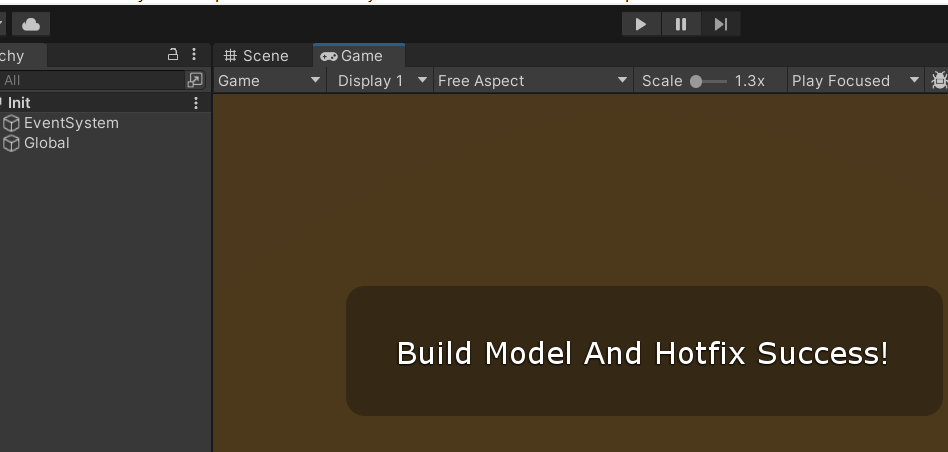 chy
Scene
Game
All
Game
Display 1
Free Aspect
Scale
1.3x
Play Focused
Init
EventSystem
Global
Build Model And Hotfix Success!